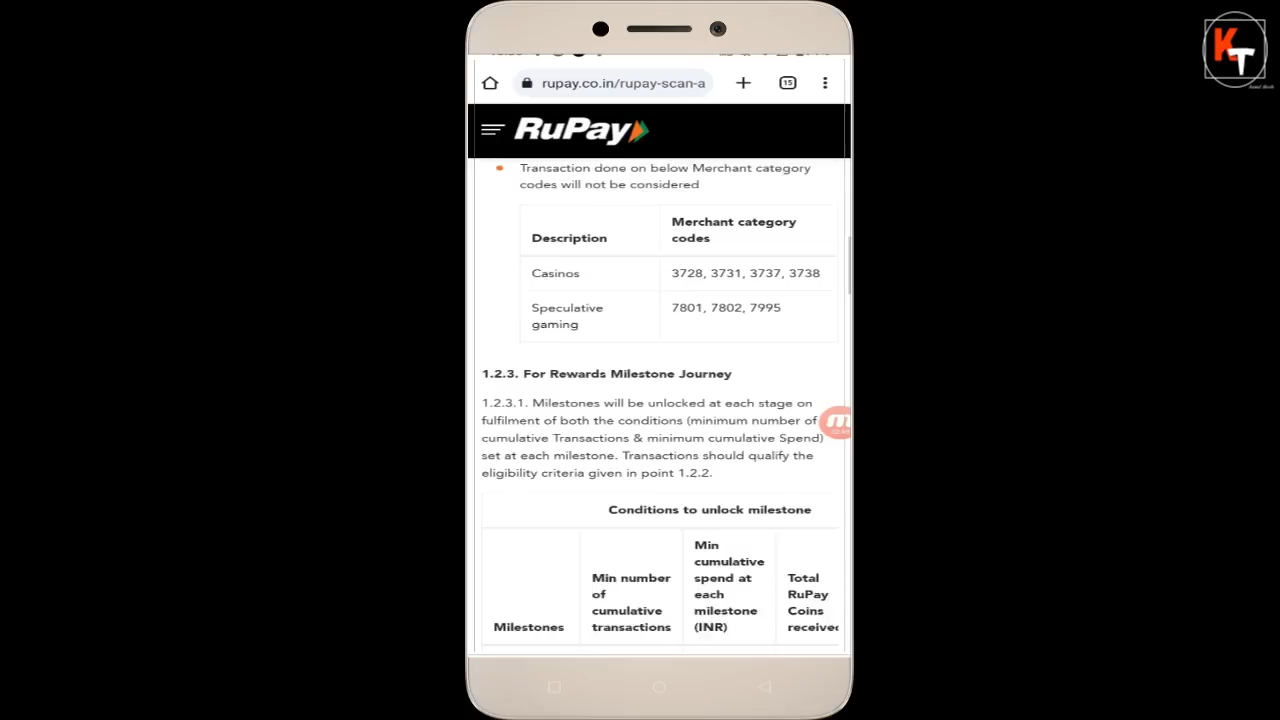 KT
rupay.co.in/rupay-scan-a
15
RuPay
Transaction done on below Merchant category
codes will not be considered
Description
Merchant category
codes
Casinos
3728, 3731, 3737, 3738
Speculative
gaming
7801, 7802, 7995
1.2.3. For Rewards Milestone Journey
1.2.3.1. Milestones will be unlocked at each stage on
fulfilment of both the conditions (minimum number of
cumulative Transactions & minimum cumulative Spend)
set at each milestone. Transactions should qualify the
eligibility criteria given in point 1.2.2.
Conditions to unlock milestone
Milestones
Min number
of
cumulative
transactions
Min
cumulative
spend at
each
milestone
(INR)
Total
RuPay
Coins
received